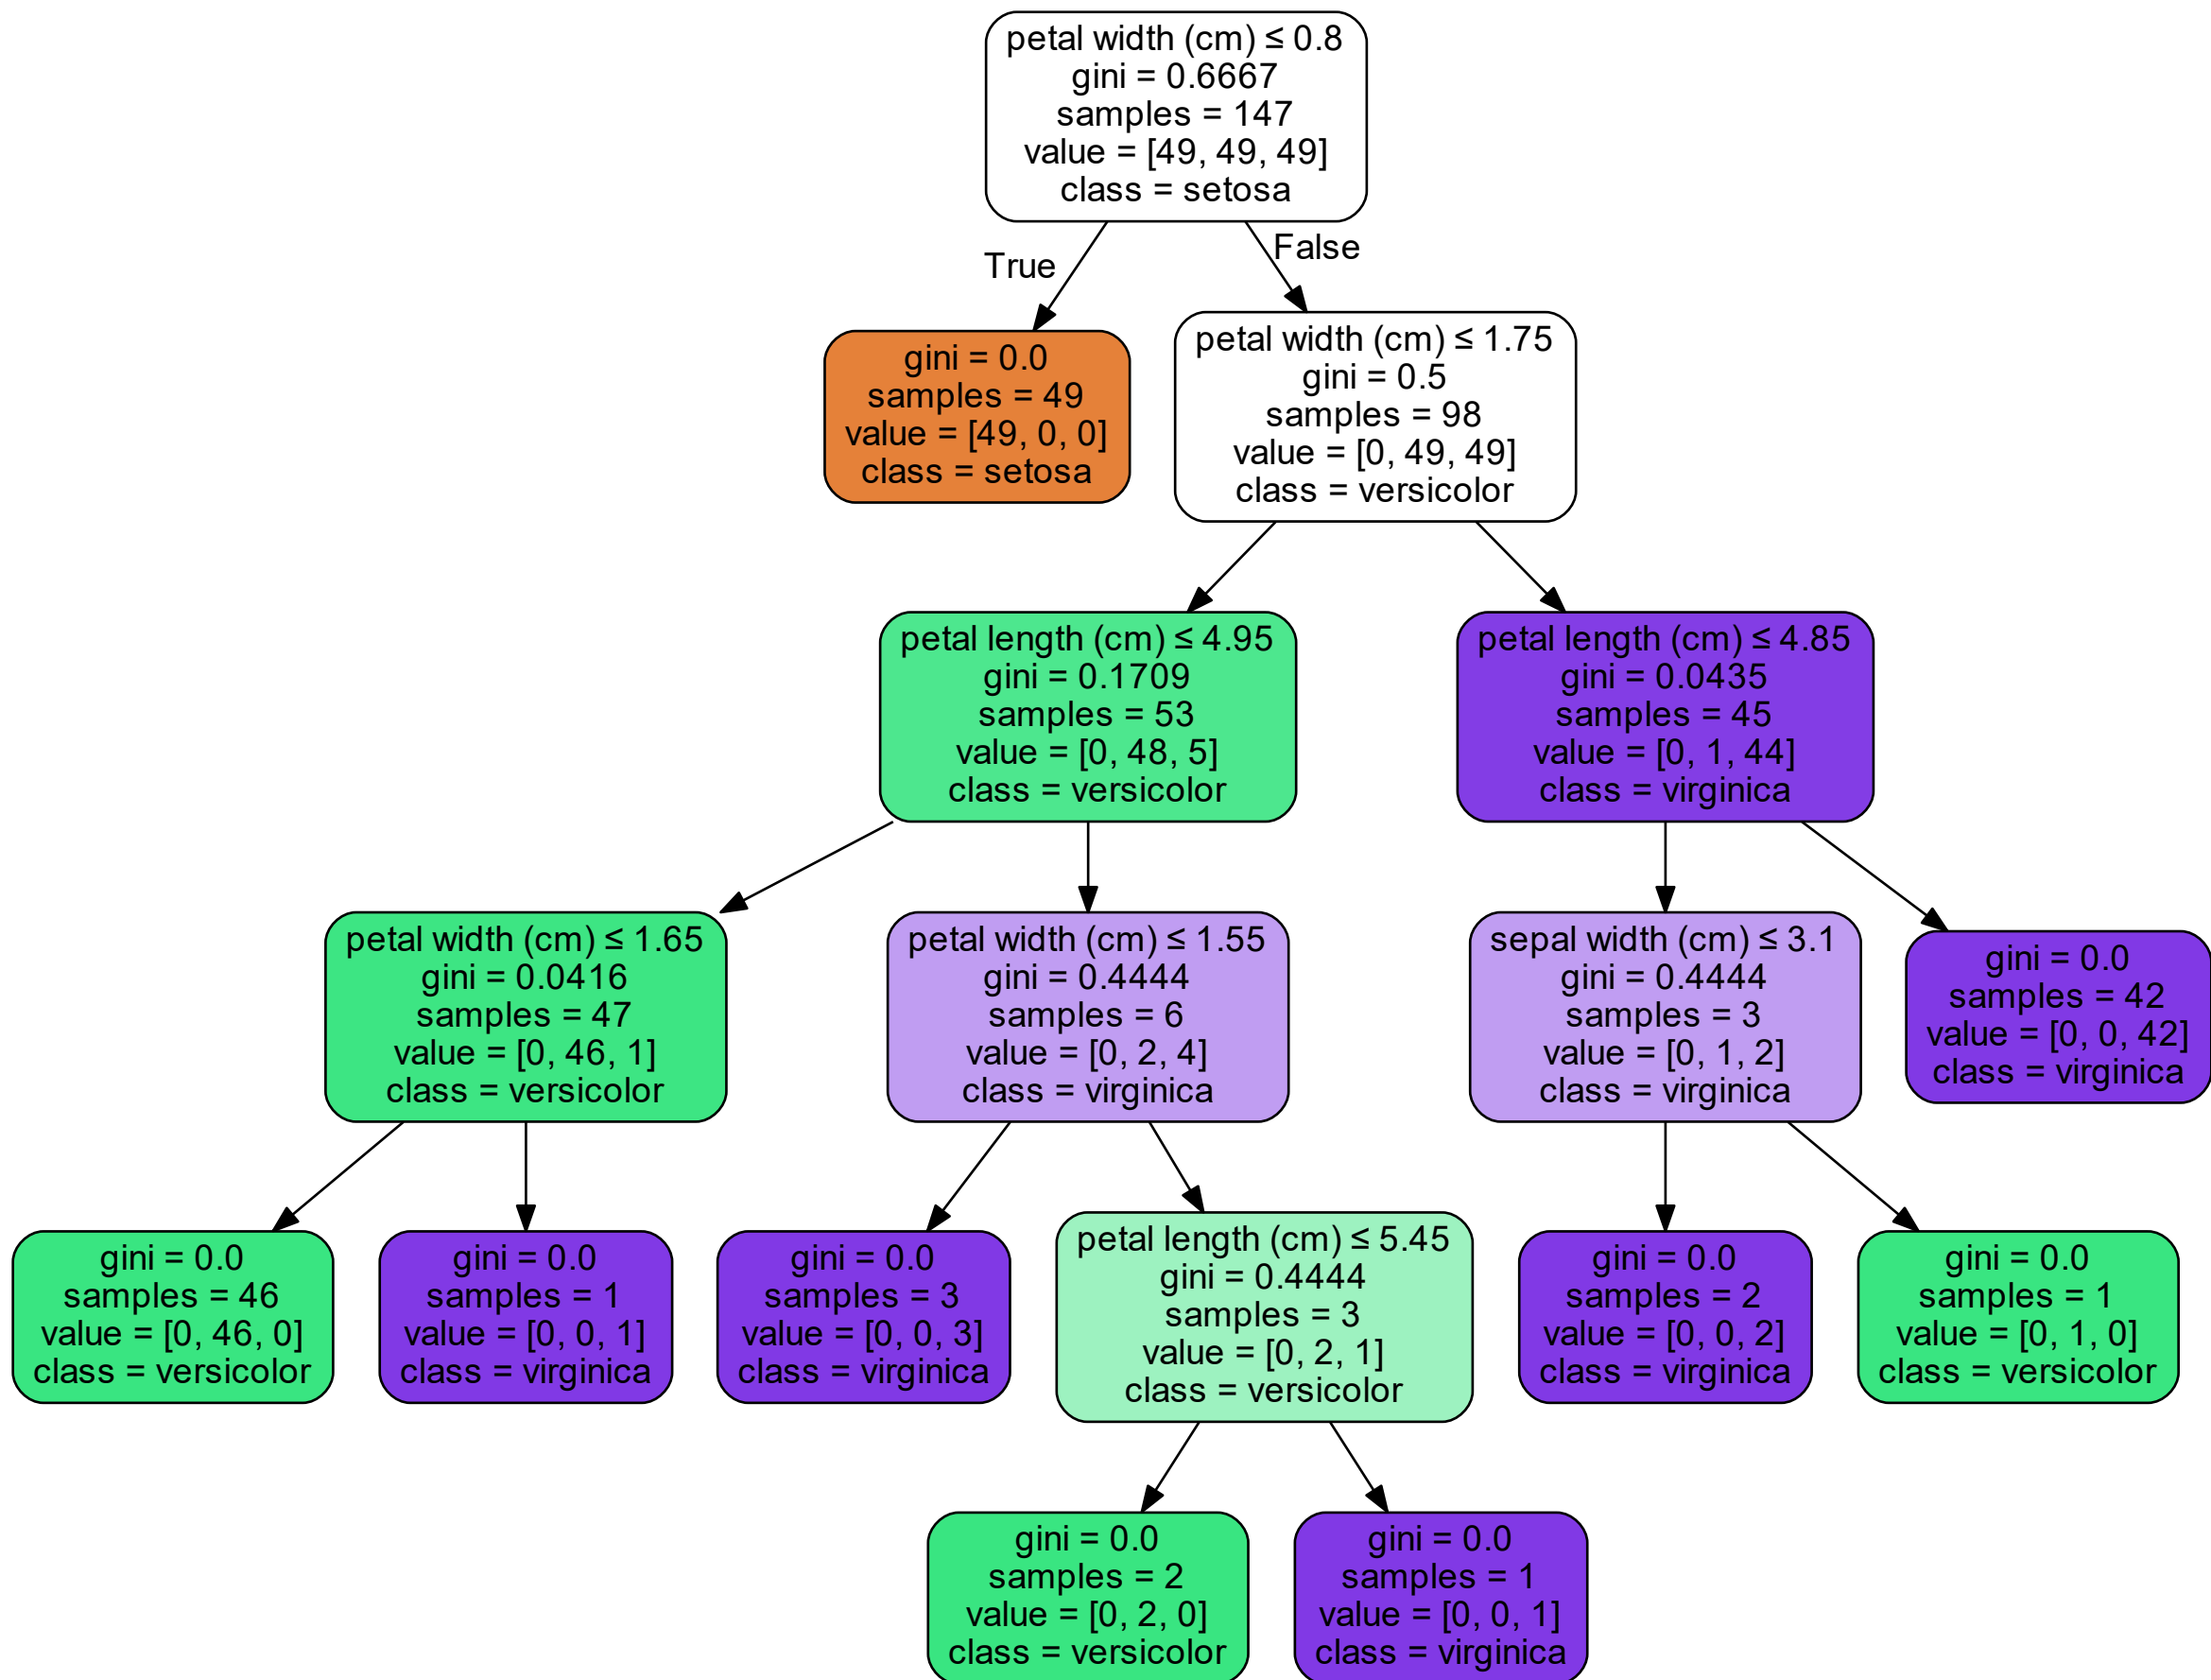 petal width (cm) ≤ 0.8
gini = 0.6667
samples = 147
value = [49, 49, 49]
class = setosa
True
False
gini = 0.0
samples = 49
value = [49, 0, 0]
class = setosa
petal width (cm) ≤ 1.75
gini = 0.5
samples = 98
value = [0, 49, 49]
class = versicolor
petal length (cm) ≤ 4.95
gini = 0.1709
samples = 53
value = [0, 48, 5]
class = versicolor
petal length (cm) ≤ 4.85
gini = 0.0435
samples = 45
value = [0, 1, 44]
class = virginica
petal width (cm) ≤ 1.65
gini = 0.0416
samples = 47
value = [0, 46, 1]
class = versicolor
petal width (cm) ≤ 1.55
gini = 0.4444
samples = 6
value = [0, 2, 4]
class = virginica
sepal width (cm) ≤ 3.1
gini = 0.4444
samples = 3
value = [0, 1, 2]
class = virginica
gini = 0.0
samples = 42
value = [0, 0, 42]
class = virginica
gini = 0.0
samples = 46
value = [0, 46, 0]
class = versicolor
gini = 0.0
samples = 1
value = [0, 0, 1]
class = virginica
gini = 0.0
samples = 3
value = [0, 0, 3]
class = virginica
petal length (cm) ≤ 5.45
gini = 0.4444
samples = 3
value = [0, 2, 1]
class = versicolor
gini = 0.0
samples = 2
value = [0, 0, 2]
class = virginica
gini = 0.0
samples = 1
value = [0, 1, 0]
class = versicolor
gini = 0.0
samples = 2
value = [0, 2, 0]
class = versicolor
gini = 0.0
samples = 1
value = [0, 0, 1]
class = virginica